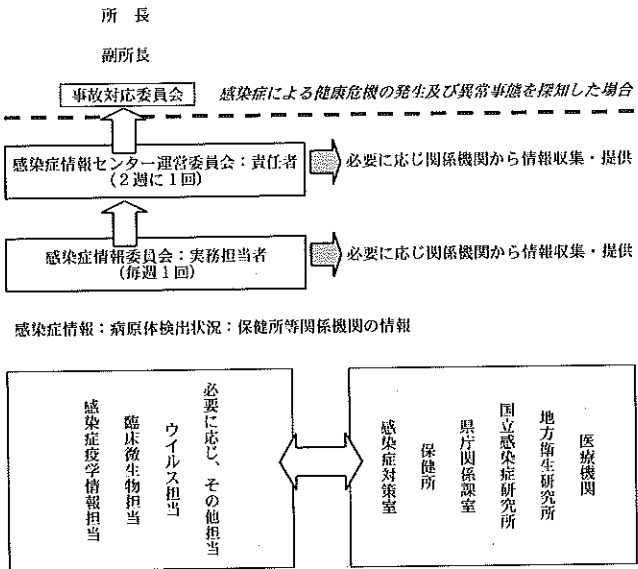 所 長
副所長
事故対応委員会
感染症による健康危機の発生及び異常事態を探知した場合
感染症情報センター運営委員会：責任者
（２週に１回）
必要に応じ関係機関から情報収集・提供
感染症情報委員会：実務担当者
（毎週１回）
必要に応じ関係機関から情報収集・提供
感染症情報：病原体検出状況：保健所等関係機関の情報
必要に応じ、その他担当
ウイルス担当
臨床微生物担当
感染症疫学情報担当
医療機関
地方衛生研究所
国立感染症研究所
県庁関係課室
保健所
感染症対策室